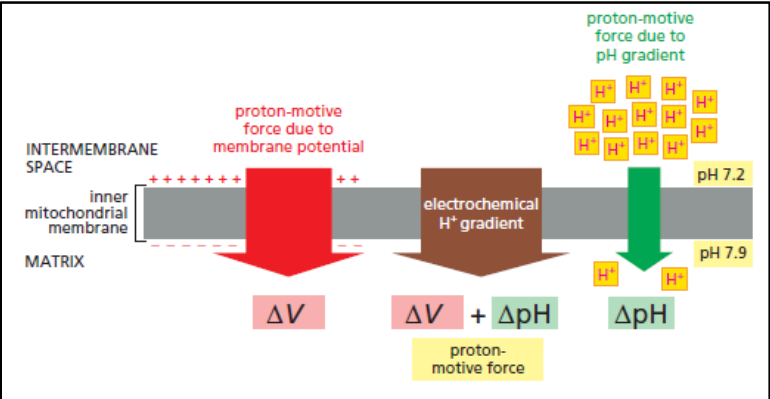 proton-motive
force due to
pH gradient
H⁺ H⁺ H⁺
H⁺ H⁺ H⁺ H⁺ H⁺
H⁺ H⁺ H⁺ H⁺ H⁺
proton-motive
force due to
membrane potential
INTERMEMBRANE
SPACE
+ + + + + + + + +
pH 7.2
inner
mitochondrial
membrane
electrochemical
H⁺ gradient
pH 7.9
MATRIX
H⁺ H⁺
ΔV
ΔV + ΔpH
ΔpH
proton-
motive force